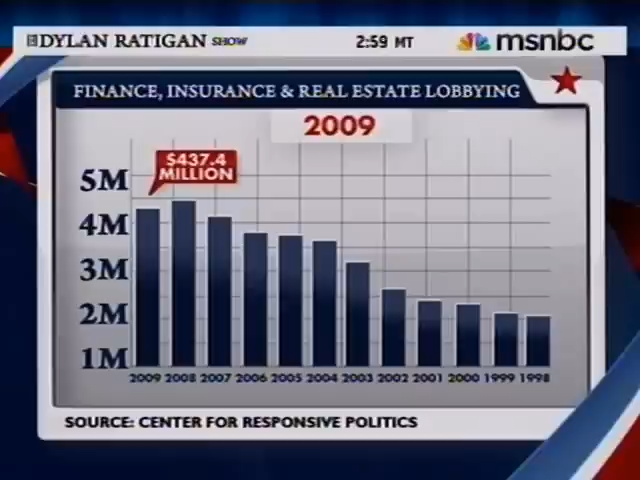 THE DYLAN RATIGAN SHOW 2:59 MT msnbc
FINANCE, INSURANCE & REAL ESTATE LOBBYING
2009
$437.4
MILLION
5M
4M
3M
2M
1M
2009 2008 2007 2006 2005 2004 2003 2002 2001 2000 1999 1998
SOURCE: CENTER FOR RESPONSIVE POLITICS